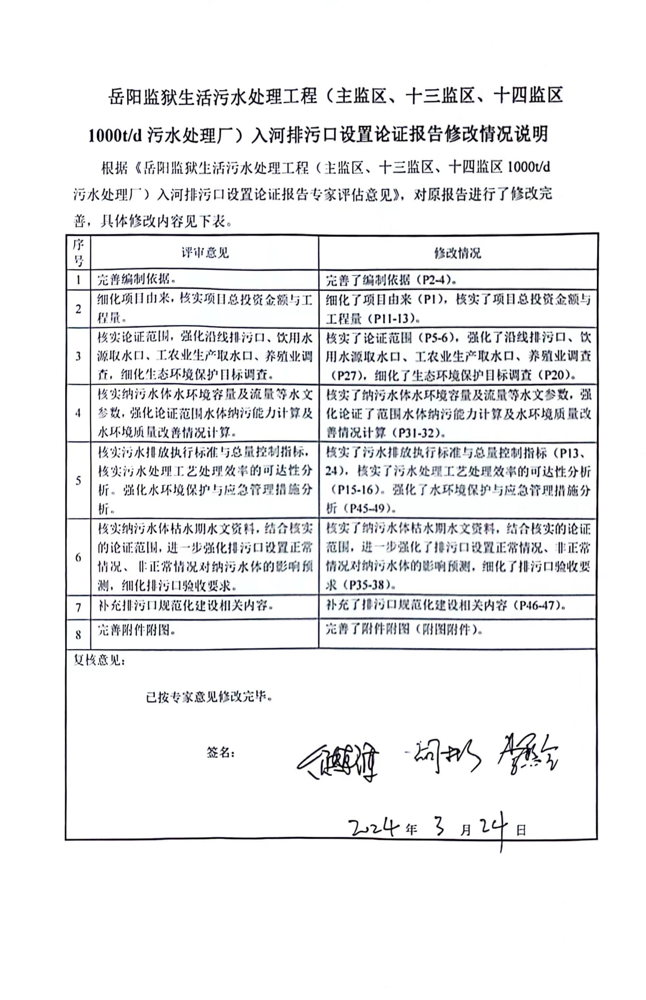 岳阳监狱生活污水处理工程（主监区、十三监区、十四监区
1000t/d 污水处理厂）入河排污口设置论证报告修改情况说明
根据《岳阳监狱生活污水处理工程（主监区、十三监区、十四监区 1000t/d
污水处理厂）入河排污口设置论证报告专家评估意见》，对原报告进行了修改完
善，具体修改内容见下表。
序
号
评审意见
修改情况
1
完善编制依据。
完善了编制依据（P2-4）。
2
细化项目由来，核实项目总投资金额与工
程量。
细化了项目由来（P1），核实了项目总投资金额与
工程量（P11-13）。
3
核实论证范围，强化沿线排污口、饮用水
源取水口、工农业生产取水口、养殖业调
查，细化生态环境保护目标调查。
核实了论证范围（P5-6），强化了沿线排污口、饮
用水源取水口、工农业生产取水口、养殖业调查
（P27），细化了生态环境保护目标调查（P20）。
4
核实纳污水体水环境容量及流量等水文
参数，强化论证范围水体纳污能力计算及
水环境质量改善情况计算。
核实了纳污水体水环境容量及流量等水文参数，强
化论证了范围水体纳污能力计算及水环境质量改
善情况计算（P31-32）。
5
核实污水排放执行标准与总量控制指标，
核实污水处理工艺处理效率的可达性分
析。强化水环境保护与应急管理措施分
析。
核实了污水排放执行标准与总量控制指标（P13、
24），核实了污水处理工艺处理效率的可达性分析
（P15-16）。强化了水环境保护与应急管理措施分
析（P45-49）。
6
核实纳污水体枯水期水文资料，结合核实
的论证范围，进一步强化排污口设置正常
情况、非正常情况对纳污水体的影响预
测，细化排污口验收要求。
核实了纳污水体枯水期水文资料，结合核实的论证
范围，进一步强化了排污口设置正常情况、非正常
情况对纳污水体的影响预测，细化了排污口验收要
求（P35-38）。
7
补充排污口规范化建设相关内容。
补充了排污口规范化建设相关内容（P46-47）。
8
完善附件附图。
完善了附件附图（附图附件）。
复核意见：
已按专家意见修改完毕。
签名：
2024 年 3 月 24 日